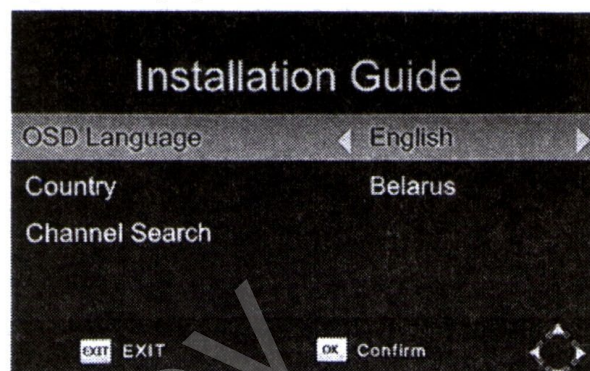 Installation Guide
OSD Language English
Country Belarus
Channel Search
EXIT EXIT OK Confirm